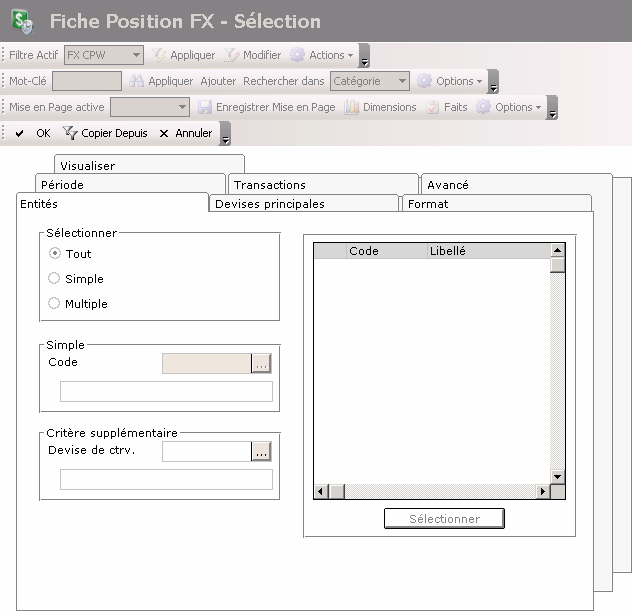 Fiche Position FX - Sélection
Filtre Actif FX CPW Appliquer Modifier Actions
Mot-Clé Appliquer Ajouter Rechercher dans Catégorie Options
Mise en Page active Enregistrer Mise en Page Dimensions Faits Options
OK Copier Depuis Annuler
Visualiser
Période Transactions Avancé
Entités Devises principales Format
Sélectionner
Tout
Simple
Multiple
Simple
Code ...
Critère supplémentaire
Devise de ctrv. ...
Code Libellé
Sélectionner